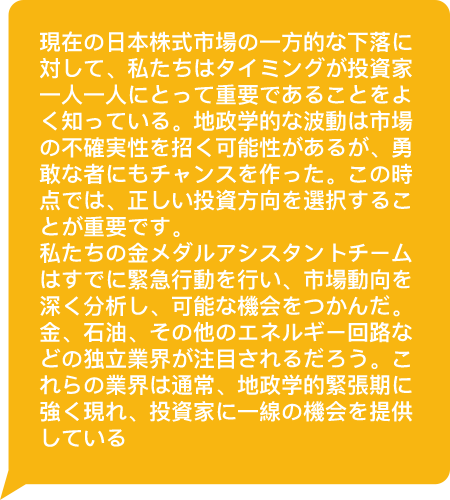 現在の日本株式市場の一方的な下落に
対して、私たちはタイミングが投資家
一人一人にとって重要であることをよ
く知っている。地政学的な波動は市場
の不確実性を招く可能性があるが、勇
敢な者にもチャンスを作った。この時
点では、正しい投資方向を選択するこ
とが重要です。
私たちの金メダルアシスタントチーム
はすでに緊急行動を行い、市場動向を
深く分析し、可能な機会をつかんだ。
金、石油、その他のエネルギー回路な
どの独立業界が注目されるだろう。こ
れらの業界は通常、地政学的緊張期に
強く現れ、投資家に一線の機会を提供
している